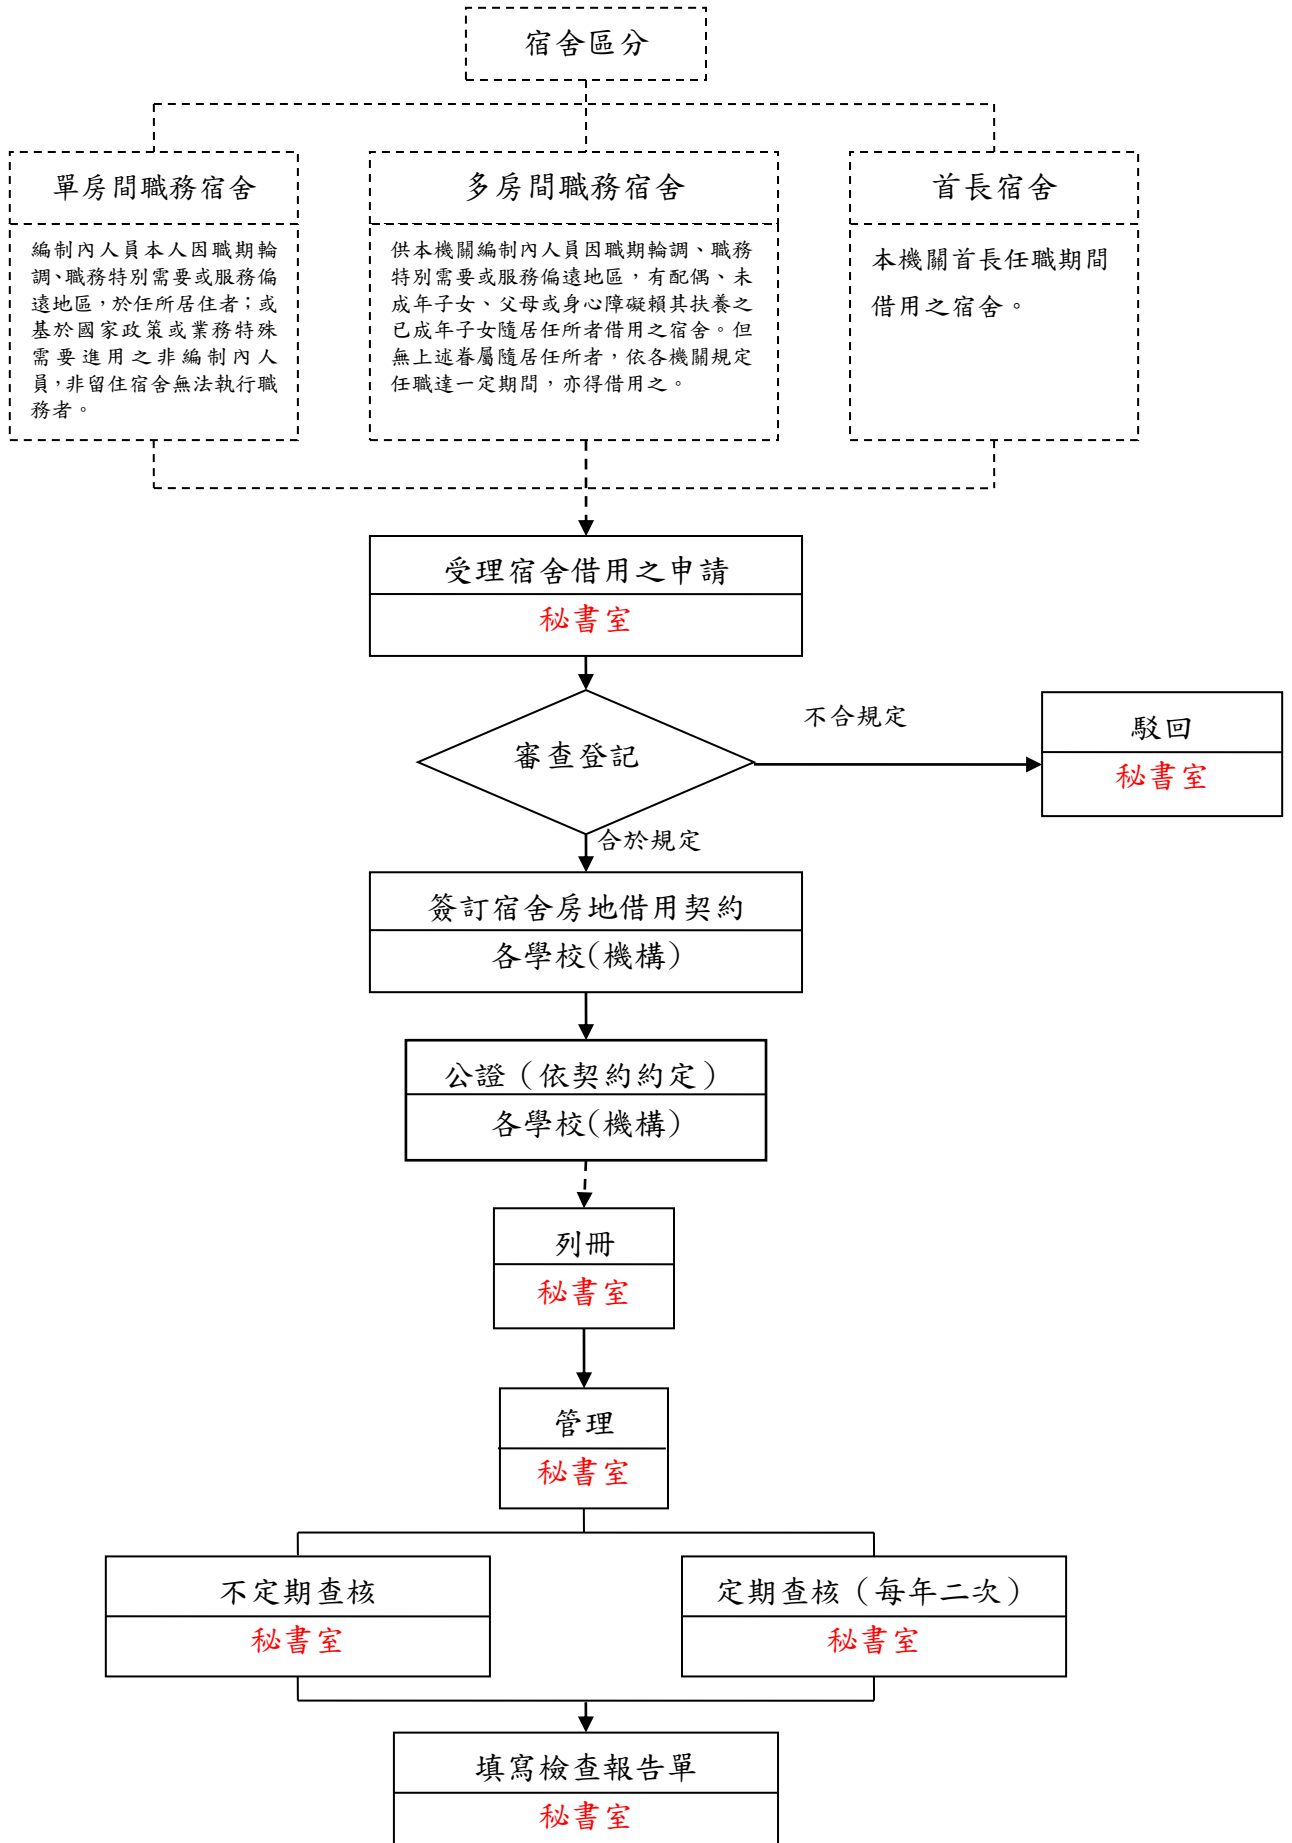 宿舍區分
單房間職務宿舍
編制內人員本人因職期輪
調、職務特別需要或服務偏
遠地區，於任所居住者；或
基於國家政策或業務特殊
需要進用之非編制內人
員，非留住宿舍無法執行職
務者。
多房間職務宿舍
供本機關編制內人員因職期輪調、職務
特別需要或服務偏遠地區，有配偶、未
成年子女、父母或身心障礙賴其扶養之
已成年子女隨居任所者借用之宿舍。但
無上述眷屬隨居任所者，依各機關規定
任職達一定期間，亦得借用之。
首長宿舍
本機關首長任職期間
借用之宿舍。
受理宿舍借用之申請
秘書室
審查登記
不合規定
駁回
秘書室
合於規定
簽訂宿舍房地借用契約
各學校(機構)
公證（依契約約定）
各學校(機構)
列冊
秘書室
管理
秘書室
不定期查核
秘書室
定期查核（每年二次）
秘書室
填寫檢查報告單
秘書室